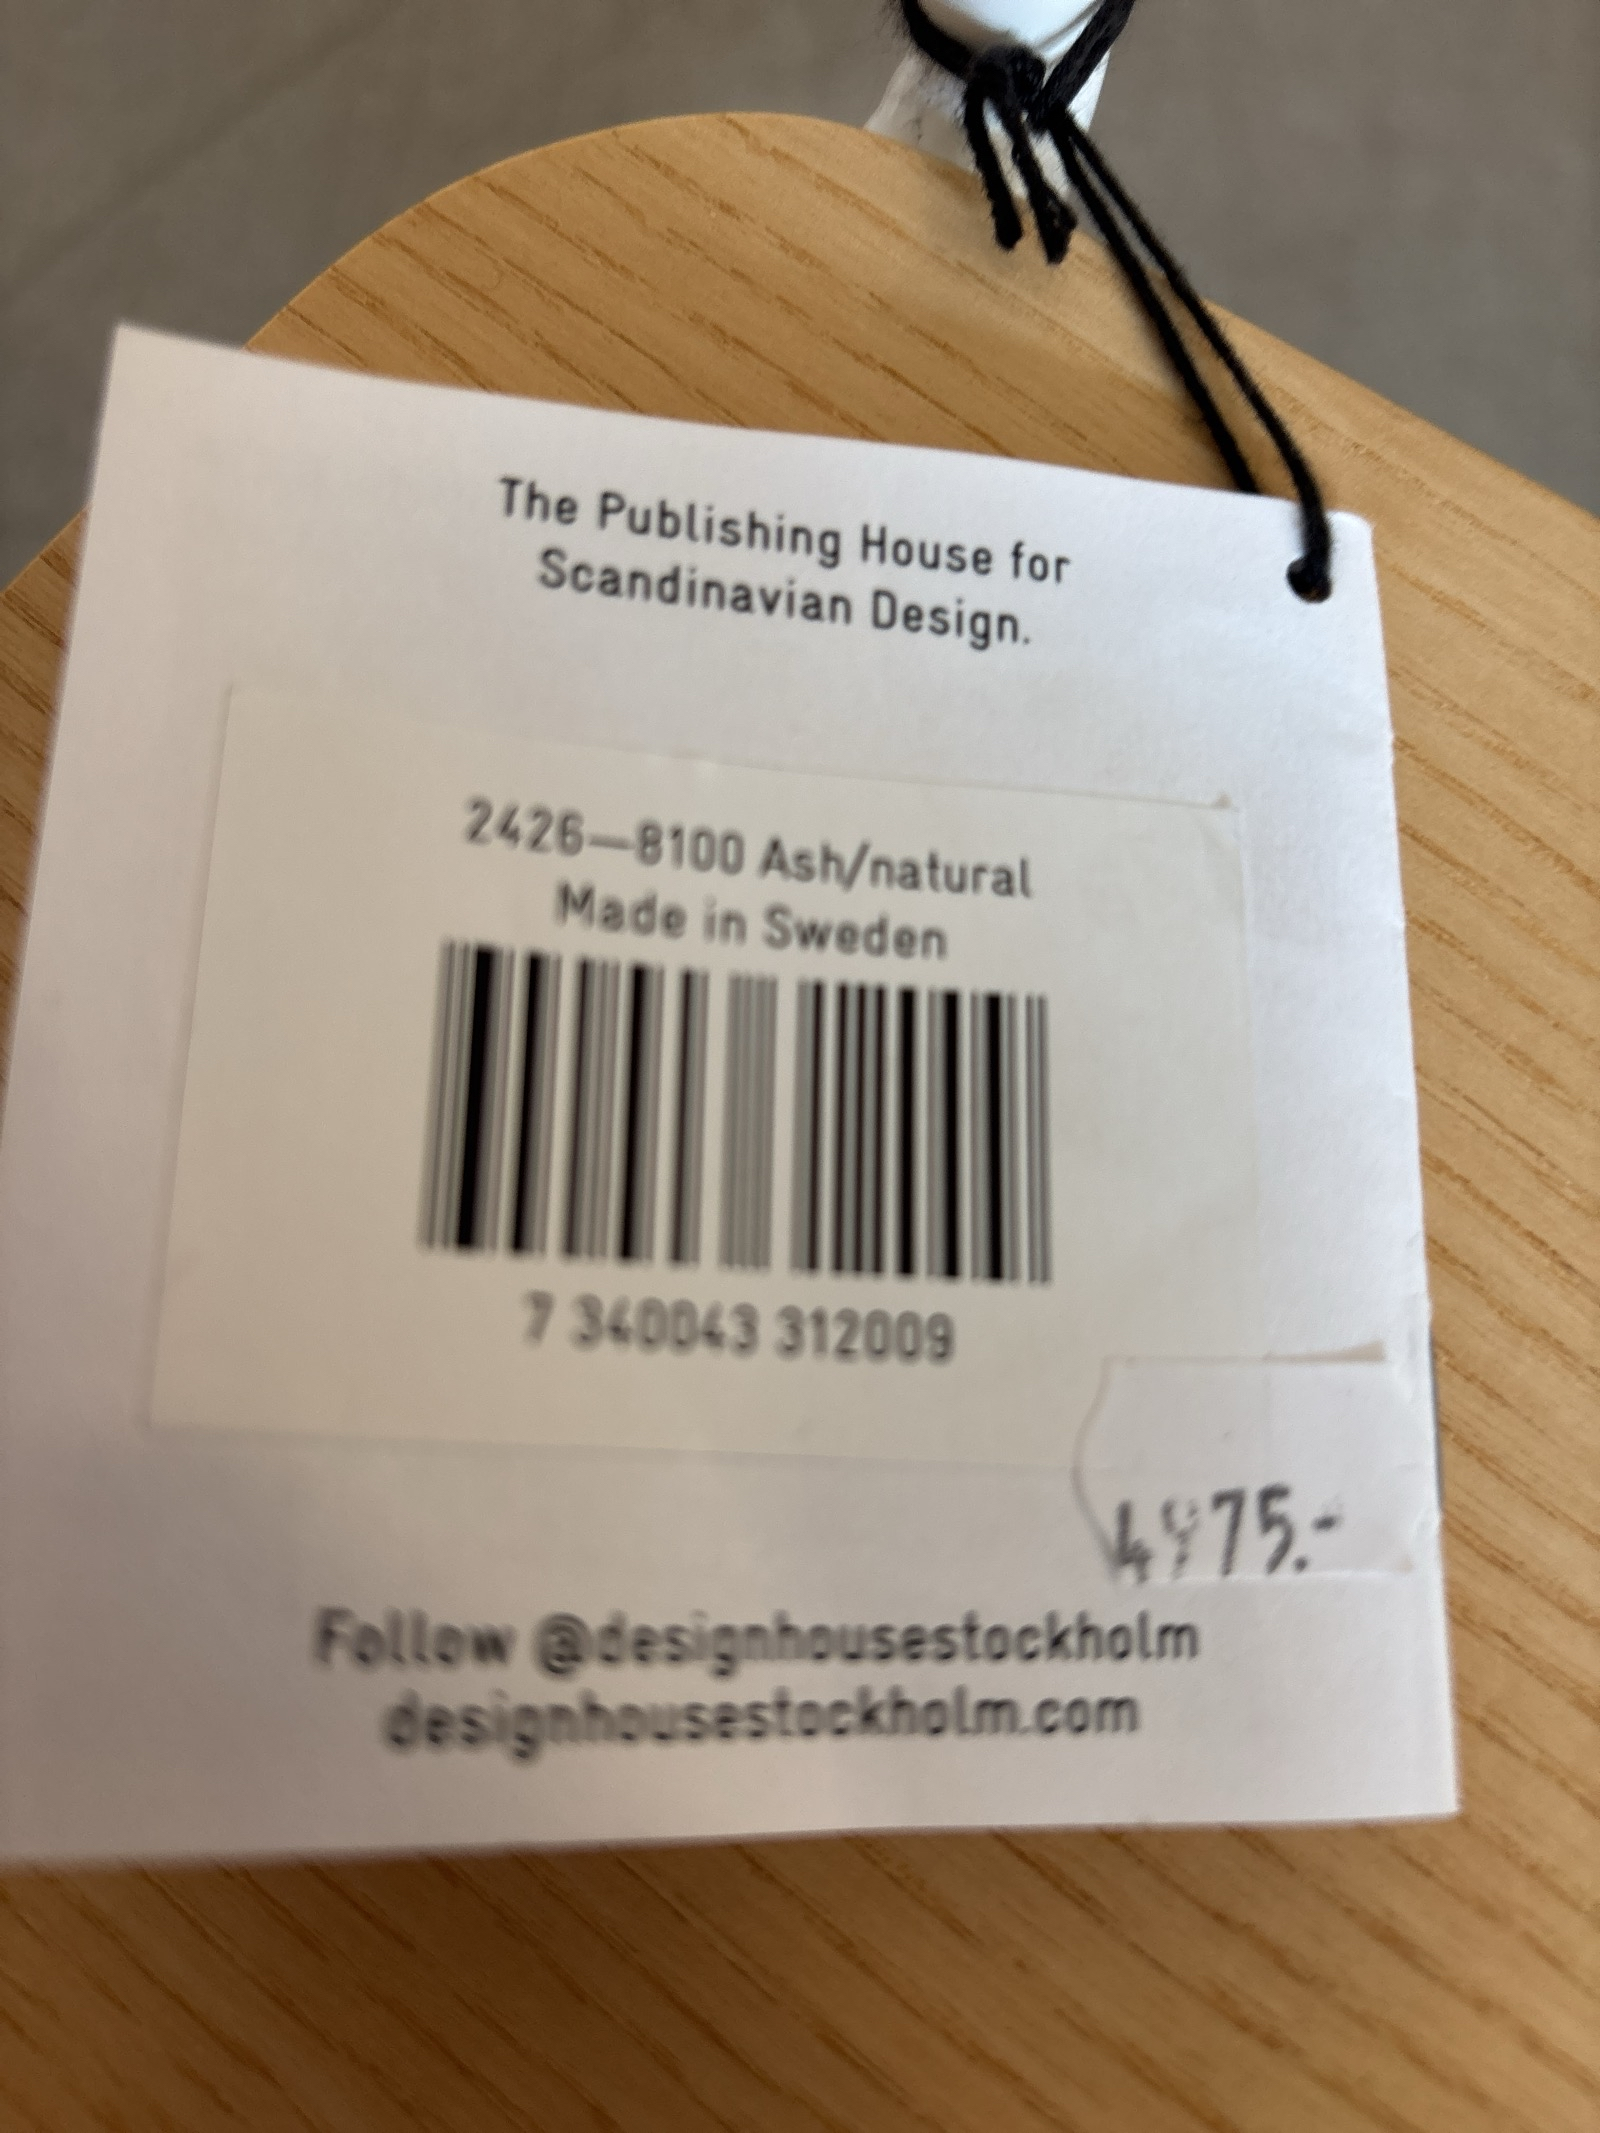 The Publishing House for
Scandinavian Design.
2426—8100 Ash/natural
Made in Sweden
7 340043 312009
Follow @designhousestockholm
designhousestockholm.com